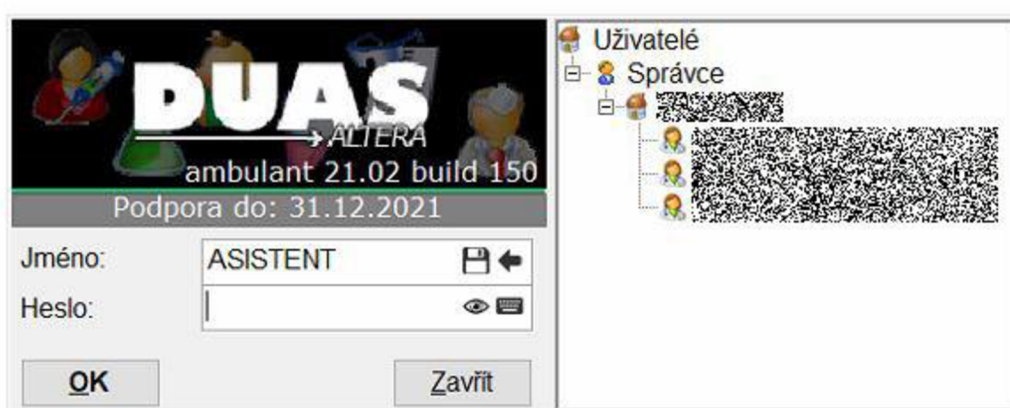 DUAS
ALTERA
ambulant 21.02 build 150
Podpora do: 31.12.2021
Jméno:
ASISTENT
Heslo:
OK
Zavřít
Uživatelé
Správce